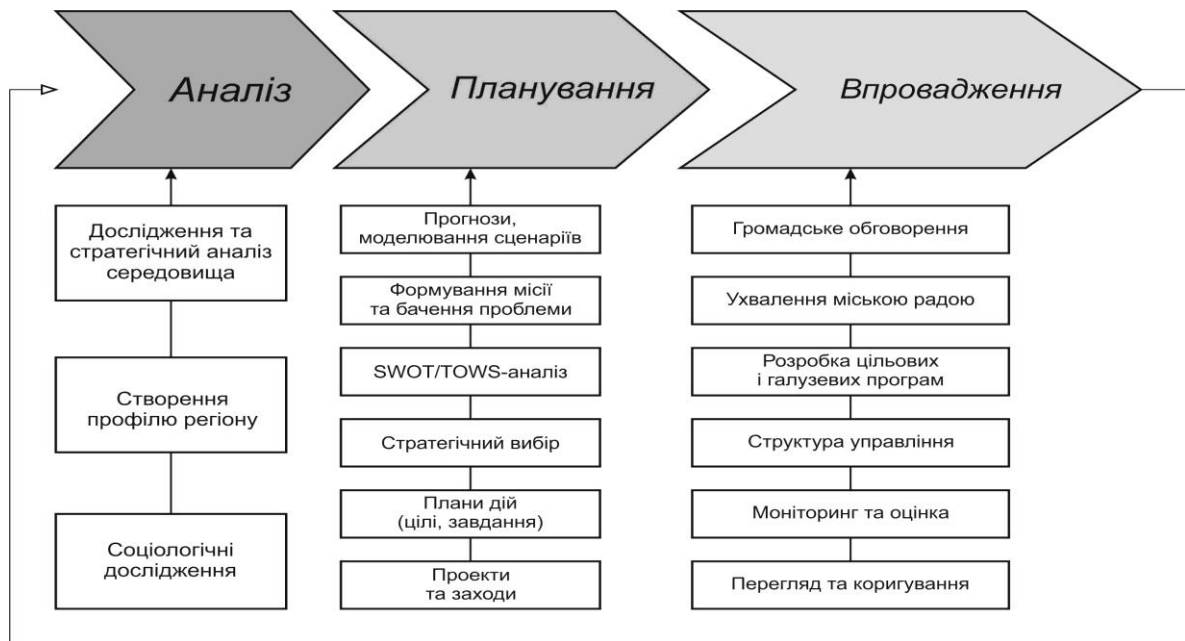 Аналіз
Планування
Впровадження
Дослідження та
стратегічний аналіз
середовища
Створення
профілю регіону
Соціологічні
дослідження
Прогнози,
моделювання сценаріїв
Формування місії
та бачення проблеми
SWOT/TOWS-аналіз
Стратегічний вибір
Плани дій
(цілі, завдання)
Проекти
та заходи
Громадське обговорення
Ухвалення міською радою
Розробка цільових
і галузевих програм
Структура управління
Моніторинг та оцінка
Перегляд та коригування